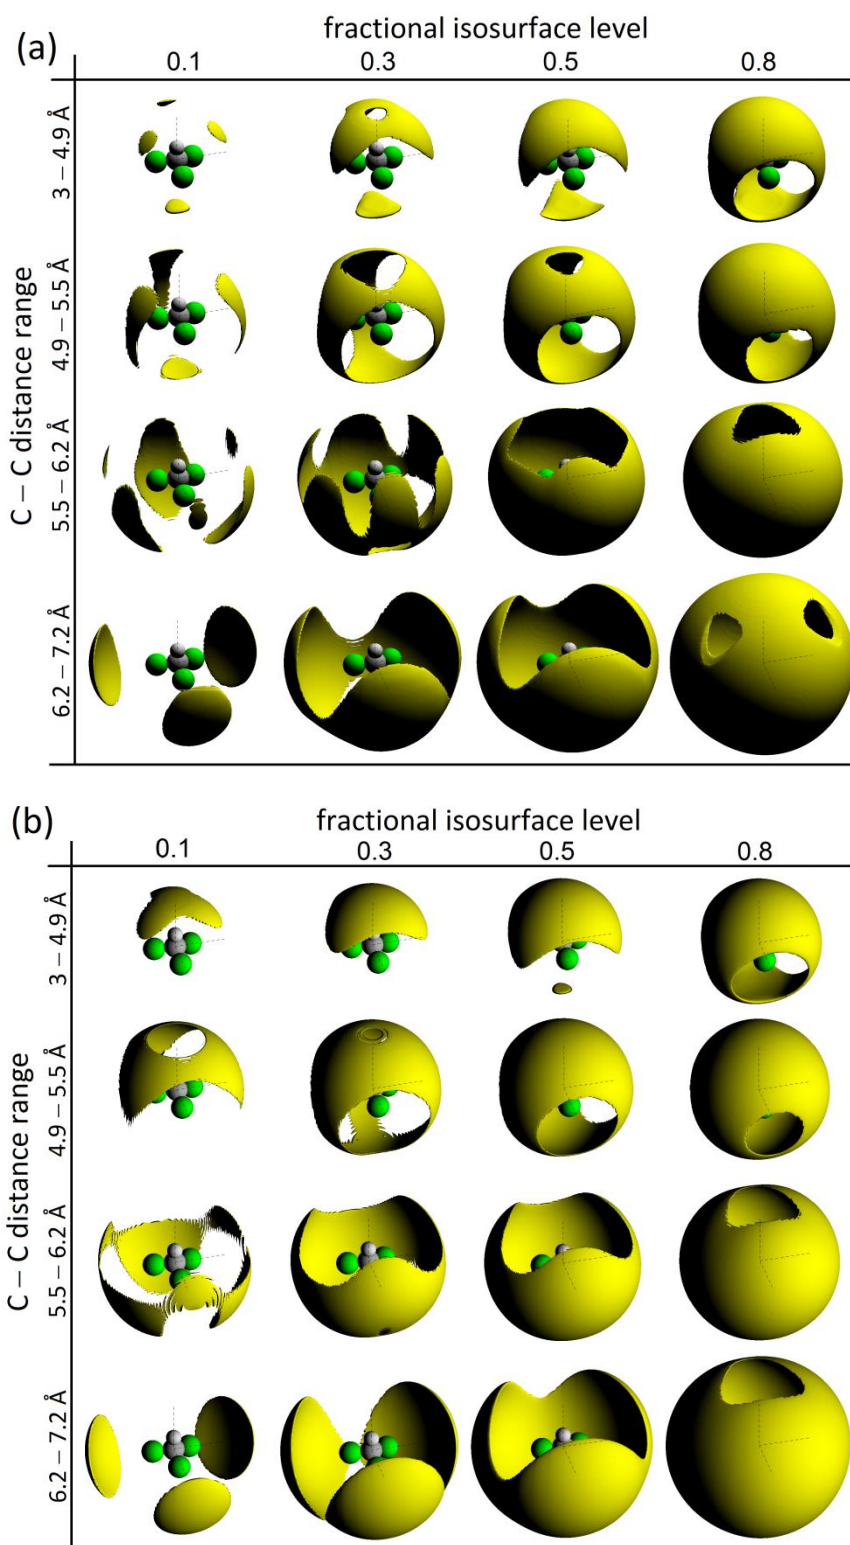 (a)
fractional isosurface level
0.1 0.3 0.5 0.8
C – C distance range
3 – 4.9 Å
4.9 – 5.5 Å
5.5 – 6.2 Å
6.2 – 7.2 Å
(b)
fractional isosurface level
0.1 0.3 0.5 0.8
C – C distance range
3 – 4.9 Å
4.9 – 5.5 Å
5.5 – 6.2 Å
6.2 – 7.2 Å